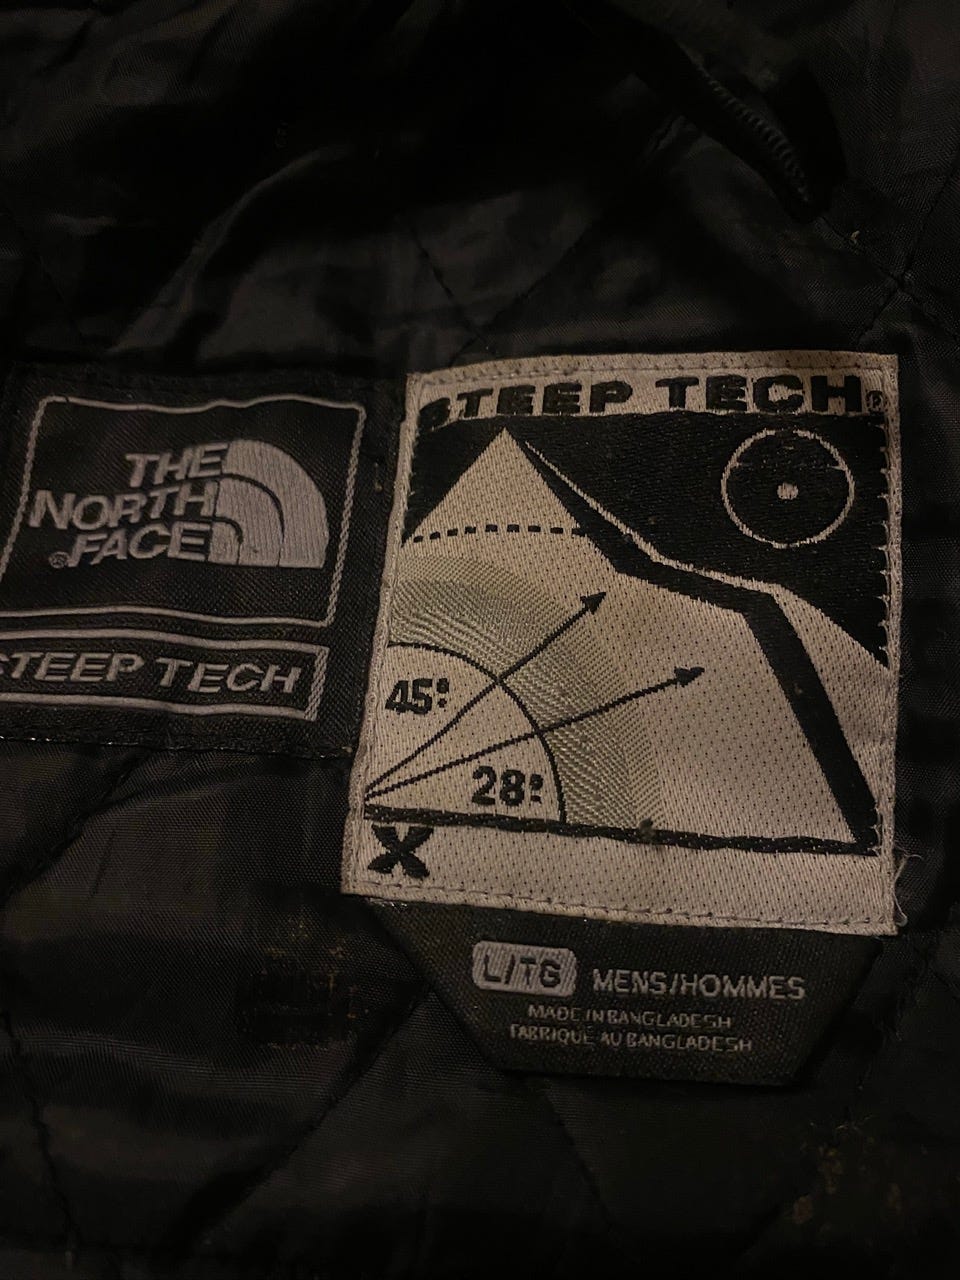 THE
NORTH
FACE®
STEEP TECH
STEEP TECH®
45°
28°
X
L/TG MENS/HOMMES
MADE IN BANGLADESH
FABRIQUE AU BANGLADESH